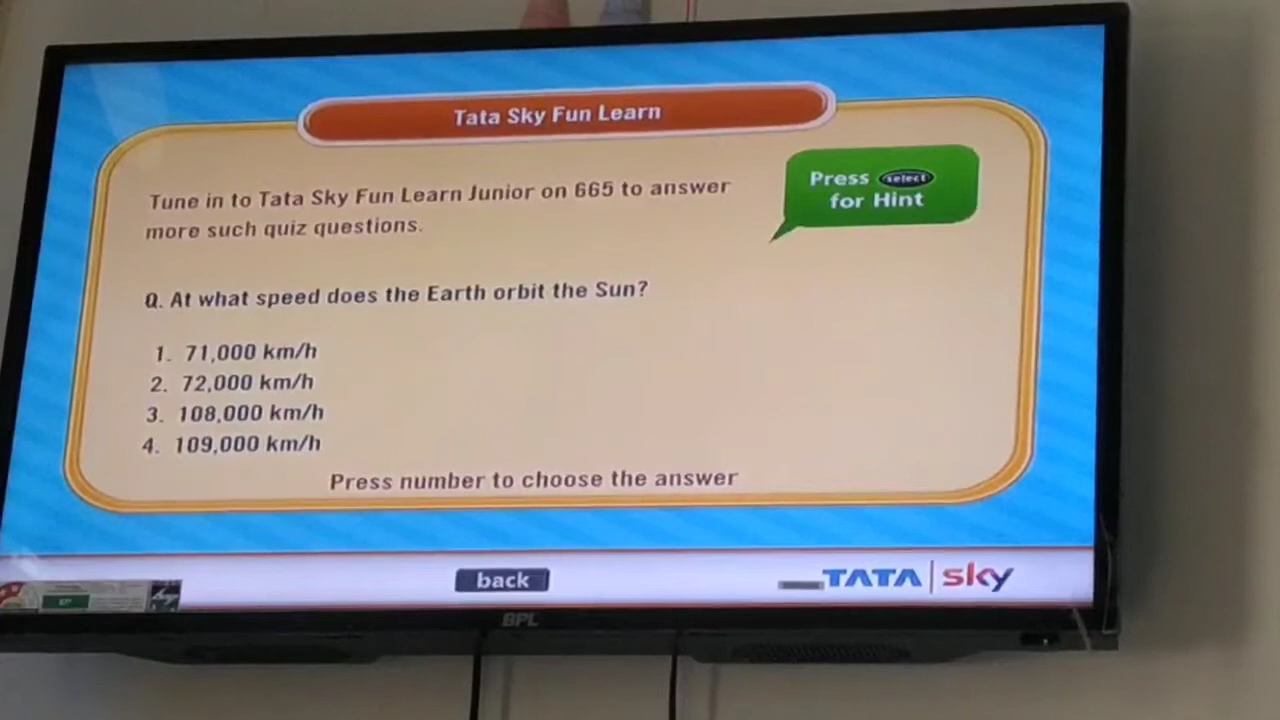 Tata Sky Fun Learn
Press select
for Hint
Tune in to Tata Sky Fun Learn Junior on 665 to answer
more such quiz questions.
Q. At what speed does the Earth orbit the Sun?
1. 71,000 km/h
2. 72,000 km/h
3. 108,000 km/h
4. 109,000 km/h
Press number to choose the answer
back
TATA sky
BPL